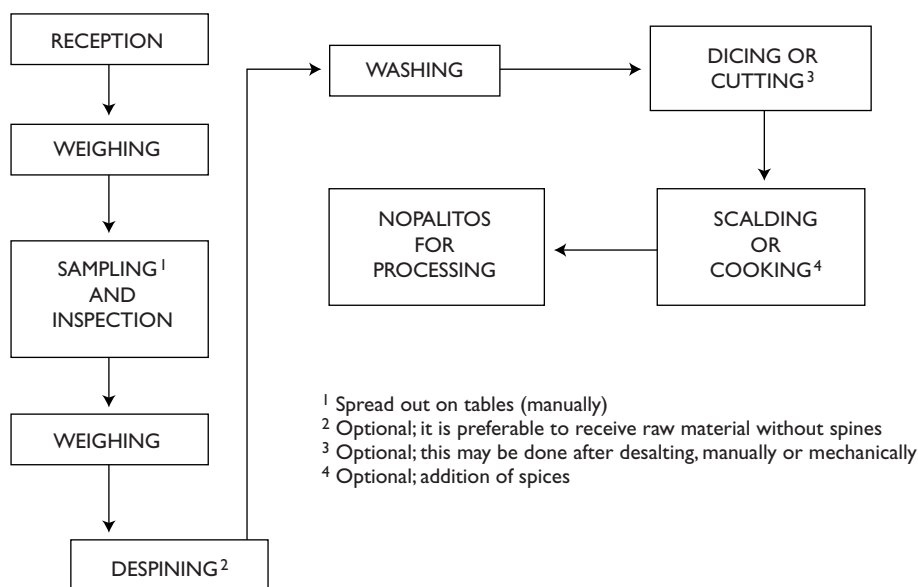 RECEPTION
WEIGHING
SAMPLING¹
AND
INSPECTION
WEIGHING
DESPINING²
WASHING
DICING OR
CUTTING³
SCALDING
OR
COOKING⁴
NOPALITOS
FOR
PROCESSING
¹ Spread out on tables (manually)
² Optional; it is preferable to receive raw material without spines
³ Optional; this may be done after desalting, manually or mechanically
⁴ Optional; addition of spices